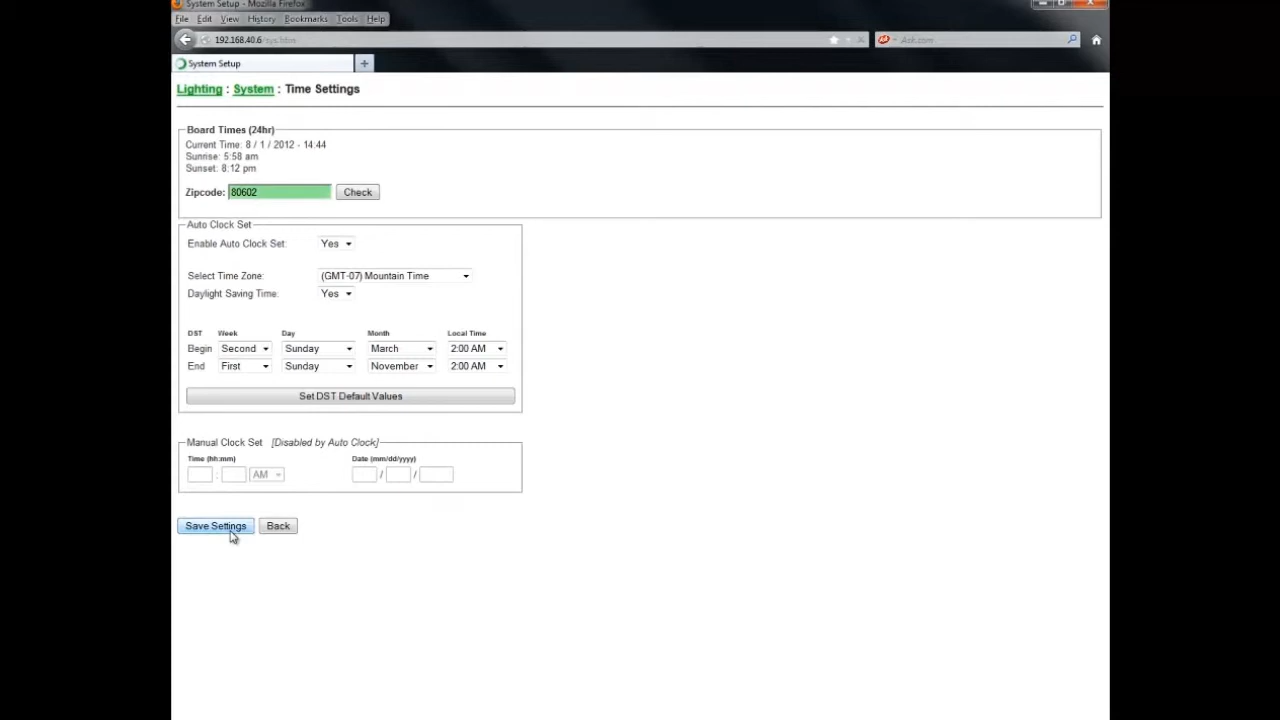 System Setup - Mozilla Firefox
File Edit View History Bookmarks Tools Help
192.168.40.6/sys.htm Ask.com
System Setup +
Lighting : System : Time Settings
Board Times (24hr)
Current Time: 8 / 1 / 2012 - 14:44
Sunrise: 5:58 am
Sunset: 8:12 pm
Zipcode: 80602 Check
Auto Clock Set
Enable Auto Clock Set: Yes
Select Time Zone: (GMT-07) Mountain Time
Daylight Saving Time: Yes
DST Week Day Month Local Time
Begin Second Sunday March 2:00 AM
End First Sunday November 2:00 AM
Set DST Default Values
Manual Clock Set [Disabled by Auto Clock]
Time (hh:mm) Date (mm/dd/yyyy)
: AM / /
Save Settings Back